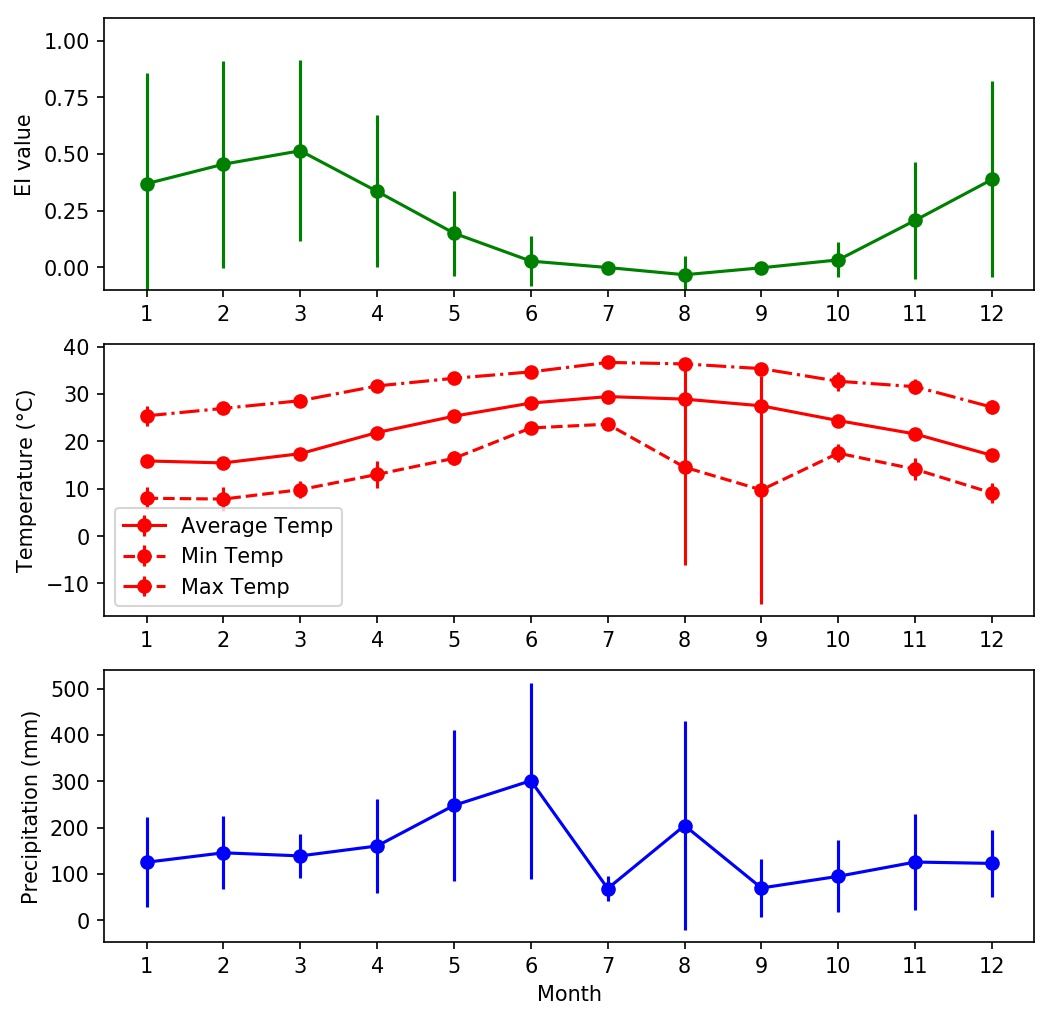 1.00
0.75
0.50
0.25
0.00
EI value
1 2 3 4 5 6 7 8 9 10 11 12
40
30
20
10
0
−10
Temperature (°C)
Average Temp
Min Temp
Max Temp
1 2 3 4 5 6 7 8 9 10 11 12
500
400
300
200
100
0
Precipitation (mm)
1 2 3 4 5 6 7 8 9 10 11 12
Month